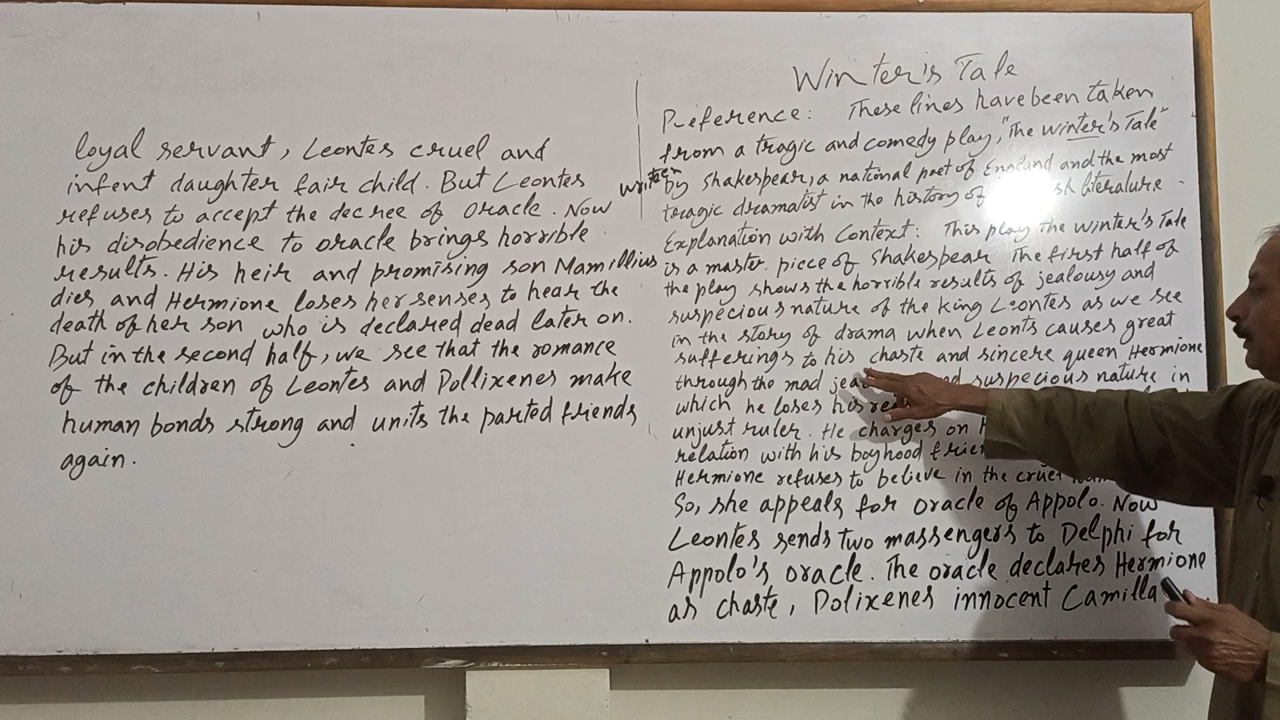 Winter's Tale
Preference: These lines have been taken
from a tragic and comedy play, "The Winter's Tale"
written by Shakespear, a national poet of England and the most
tragic dramatist in the history of literature.
Explanation with Context: This play the Winter's Tale
is a master piece of Shakespear. The first half of
the play shows the horrible results of jealousy and
suspecious nature of the king Leontes as we see
in the story of drama when Leonts causes great
sufferings to his chaste and sincere queen Hermione
through the mad suspecious nature in
which he loses his
unjust ruler. He charges on
relation with his boyhood
Hermione refuses to believe in the cruel
So, she appeals for oracle of Appolo. Now
Leontes sends two massengers to Delphi for
Appolo's oracle. The oracle declares Hermione
as chaste, Polixenes innocent Camilla
loyal servant, Leontes cruel and
infent daughter fair child. But Leontes
refuses to accept the decree of oracle. Now
his disobedience to oracle brings horrible
results. His heir and promising son Mamillius
dies and Hermione loses her senses to hear the
death of her son who is declared dead later on.
But in the second half, we see that the romance
of the children of Leontes and Pollixenes make
human bonds strong and units the parted friends
again.